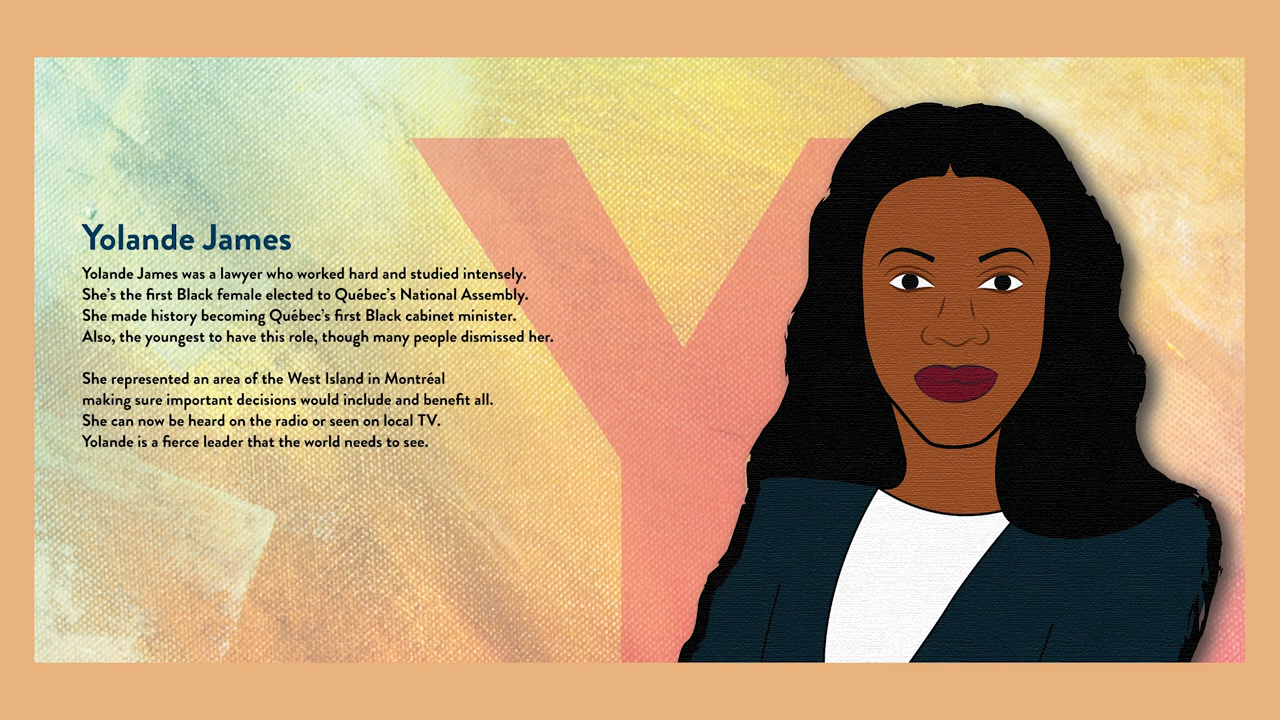 Y
Yolande James
Yolande James was a lawyer who worked hard and studied intensely.
She's the first Black female elected to Québec's National Assembly.
She made history becoming Québec's first Black cabinet minister.
Also, the youngest to have this role, though many people dismissed her.
She represented an area of the West Island in Montréal
making sure important decisions would include and benefit all.
She can now be heard on the radio or seen on local TV.
Yolande is a fierce leader that the world needs to see.